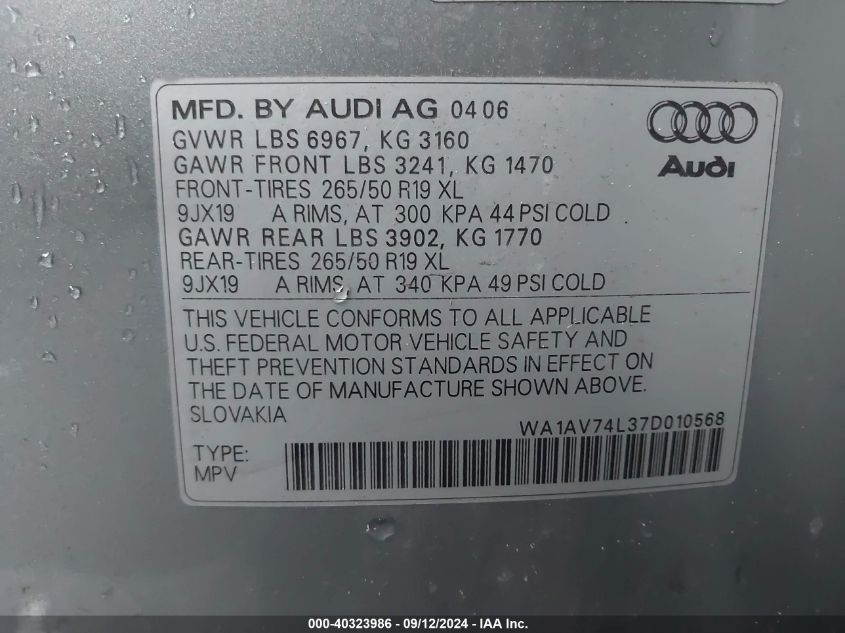 MFD. BY AUDI AG 04 06
GVWR LBS 6967, KG 3160
GAWR FRONT LBS 3241, KG 1470
FRONT-TIRES 265/50 R19 XL
9JX19 A RIMS, AT 300 KPA 44 PSI COLD
GAWR REAR LBS 3902, KG 1770
REAR-TIRES 265/50 R19 XL
9JX19 A RIMS, AT 340 KPA 49 PSI COLD
Audi
THIS VEHICLE CONFORMS TO ALL APPLICABLE
U.S. FEDERAL MOTOR VEHICLE SAFETY AND
THEFT PREVENTION STANDARDS IN EFFECT ON
THE DATE OF MANUFACTURE SHOWN ABOVE.
SLOVAKIA
WA1AV74L37D010568
TYPE:
MPV
000-40323986 - 09/12/2024 - IAA Inc.